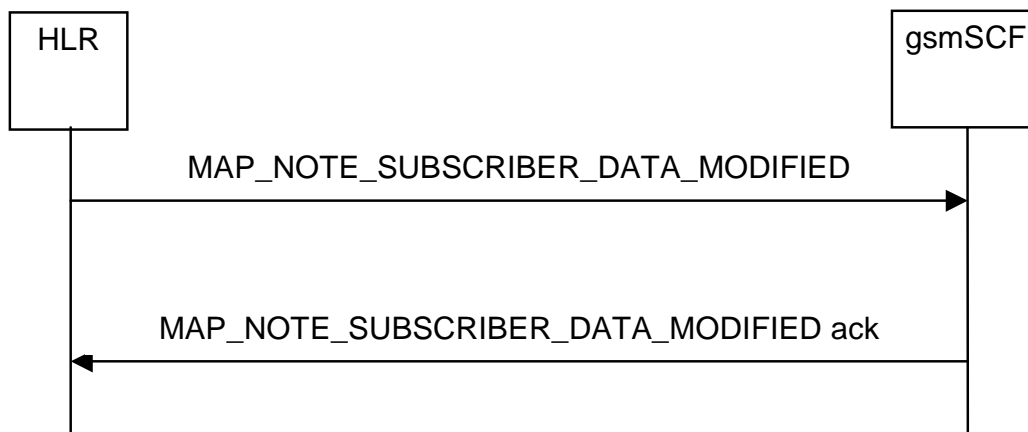 HLR
gsmSCF
MAP_NOTE_SUBSCRIBER_DATA_MODIFIED
MAP_NOTE_SUBSCRIBER_DATA_MODIFIED ack